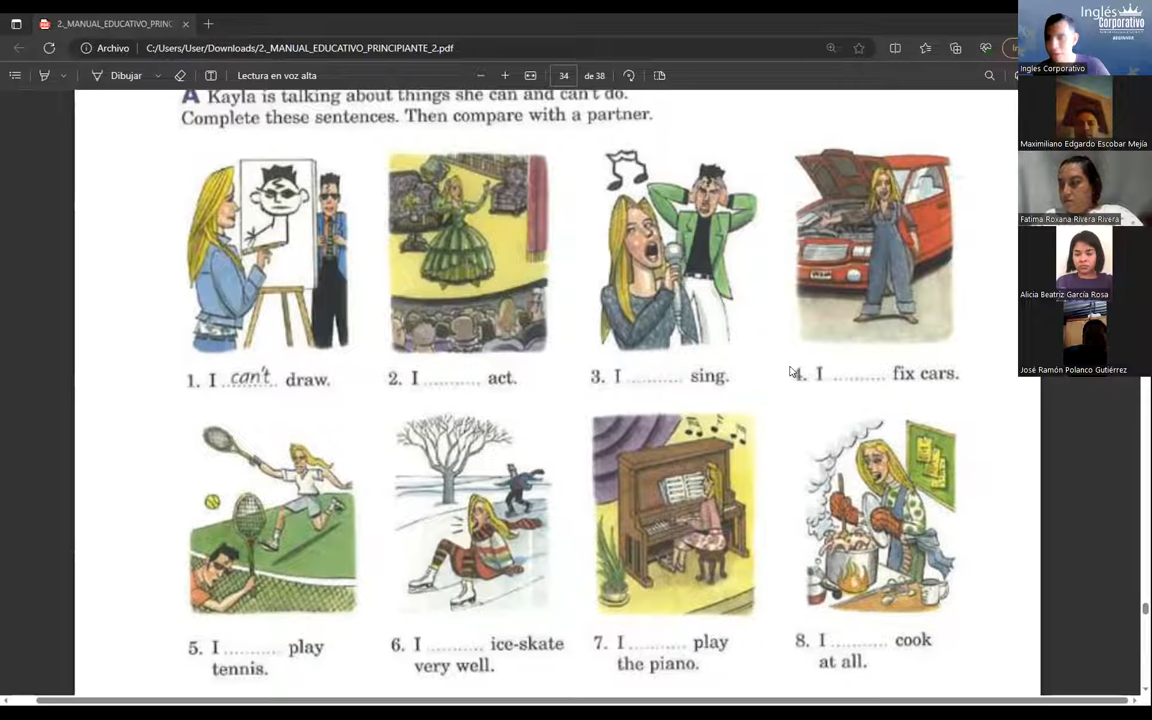 2._MANUAL_EDUCATIVO_PRINC
Archivo
C:/Users/User/Downloads/2._MANUAL_EDUCATIVO_PRINCIPIANTE_2.pdf
Dibujar
Lectura en voz alta
34
de 38
A Kayla is talking about things she can and can't do.
Complete these sentences. Then compare with a partner.
1. I can't draw.
2. I ........... act.
3. I ........... sing.
4. I ........... fix cars.
5. I ........... play
tennis.
6. I ........... ice-skate
very well.
7. I ........... play
the piano.
8. I ........... cook
at all.
Inglés
Corporativo
BEGINNER
Ingles Corporativo
Maximiliano Edgardo Escobar Mejía
Fatima Roxana Rivera Rivera
Alicia Beatriz García Rosa
José Ramón Polanco Gutiérrez